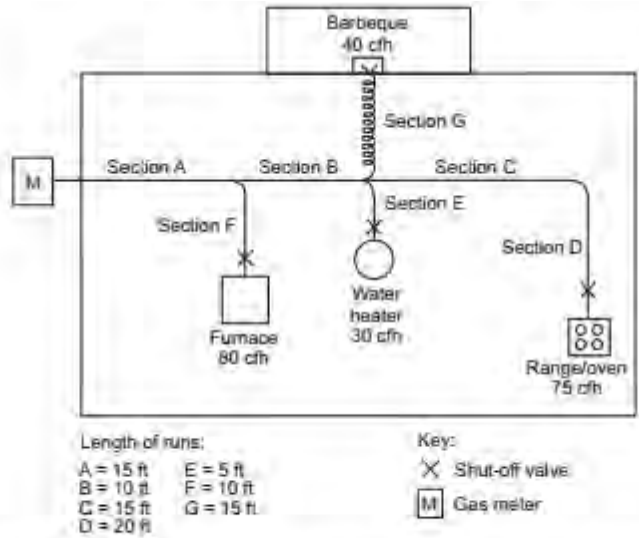 Barbeque
40 cfh
Section G
Section A
Section B
Section C
M
Section E
Section F
Section D
Water
heater
30 cfh
Furnace
80 cfh
Range/oven
75 cfh
Length of runs:
A = 15 ft E = 5 ft
B = 10 ft F = 10 ft
C = 15 ft G = 15 ft
D = 20 ft
Key:
Shut-off valve
M Gas meter